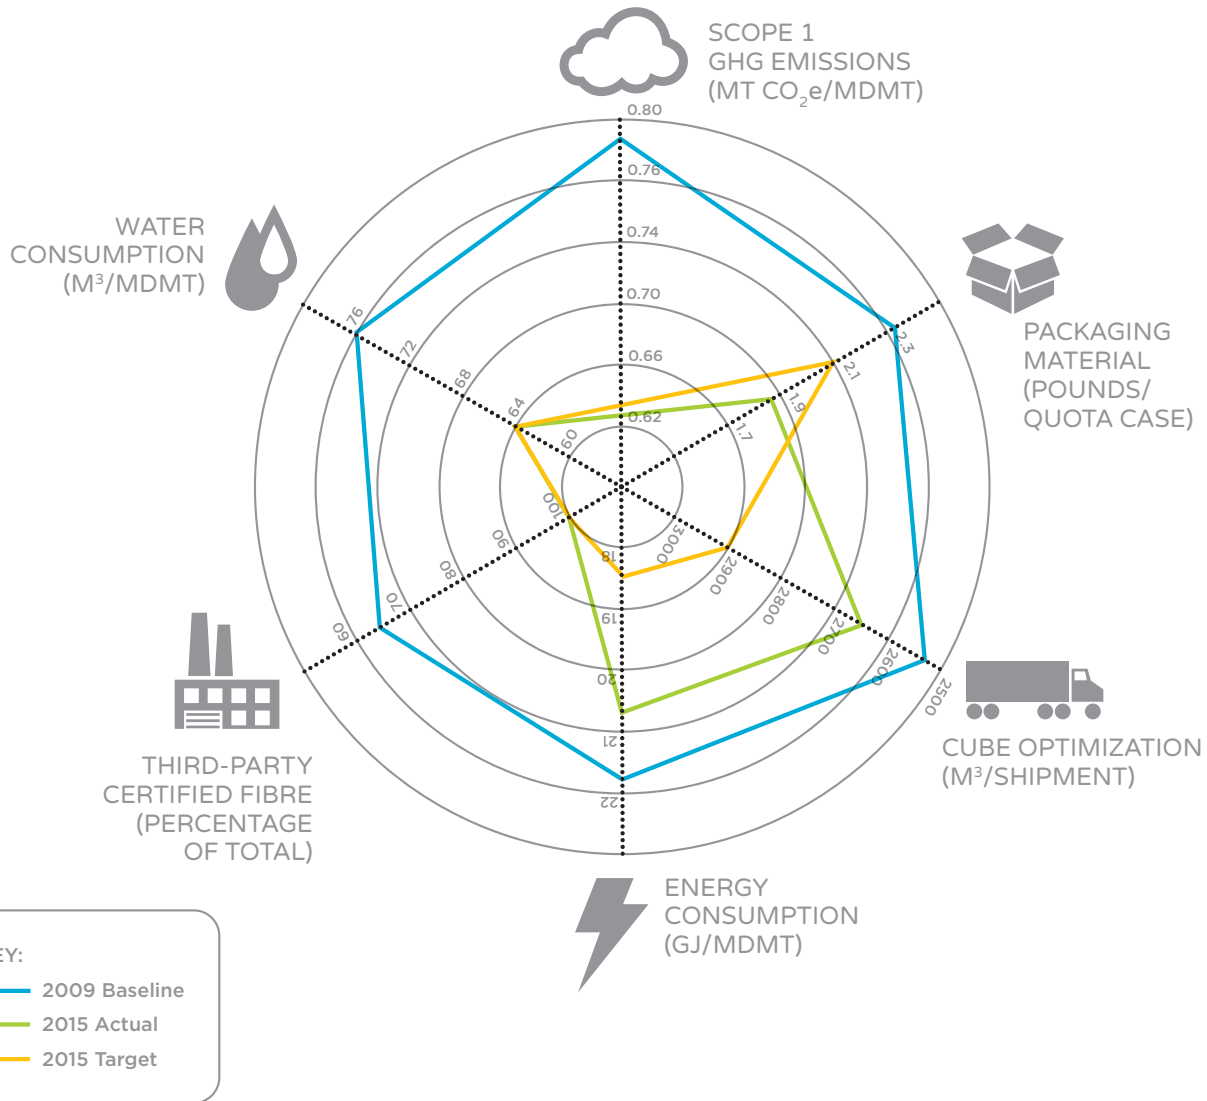 SCOPE 1
GHG EMISSIONS
(MT CO₂e/MDMT)
0.80
0.76
0.74
0.70
0.66
0.62
WATER
CONSUMPTION
(M³/MDMT)
76
72
68
64
60
PACKAGING
MATERIAL
(POUNDS/
QUOTA CASE)
2.3
2.1
1.9
1.7
100
90
80
70
60
3000
2900
2800
2700
2600
2500
18
19
20
21
22
THIRD-PARTY
CERTIFIED FIBRE
(PERCENTAGE
OF TOTAL)
CUBE OPTIMIZATION
(M³/SHIPMENT)
ENERGY
CONSUMPTION
(GJ/MDMT)
EY:
2009 Baseline
2015 Actual
2015 Target